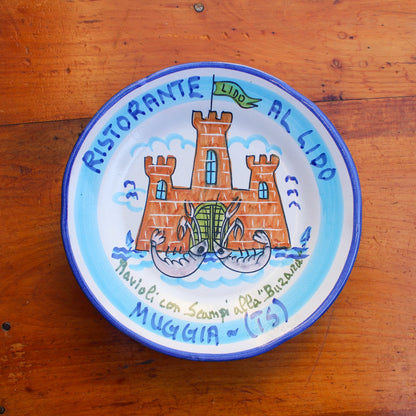 RISTORANTE AL LIDO
LIDO
Ravioli con Scampi alla "Buzara"
MUGGIA ~ (TS)